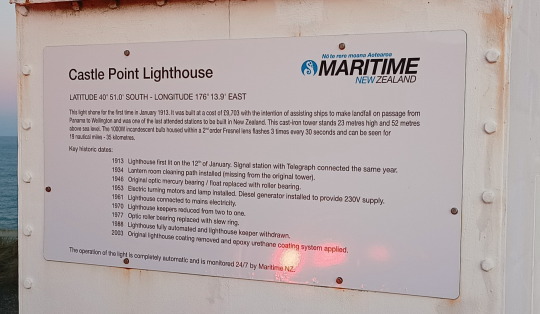 Nō te rere moana Aotearoa
MARITIME
NEW ZEALAND
Castle Point Lighthouse
LATITUDE 40° 51.0' SOUTH - LONGITUDE 176° 13.9' EAST
This light shone for the first time in January 1913. It was built at a cost of £9,703 with the intention of assisting ships to make landfall on passage from
Panama to Wellington and was one of the last attended stations to be built in New Zealand. This cast-iron tower stands 23 metres high and 52 metres
above sea level. The 1000W incandescent bulb housed within a 2nd order Fresnel lens flashes 3 times every 30 seconds and can be seen for
19 nautical miles - 35 kilometres.
Key historic dates:
1913 Lighthouse first lit on the 12th of January. Signal station with Telegraph connected the same year.
1934 Lantern room cleaning path installed (missing from the original tower).
1946 Original optic mercury bearing / float replaced with roller bearing.
1953 Electric turning motors and lamp installed. Diesel generator installed to provide 230V supply.
1961 Lighthouse connected to mains electricity.
1970 Lighthouse keepers reduced from two to one.
1977 Optic roller bearing replaced with slew ring.
1988 Lighthouse fully automated and lighthouse keeper withdrawn.
2003 Original lighthouse coating removed and epoxy urethane coating system applied.
The operation of the light is completely automatic and is monitored 24/7 by Maritime NZ.